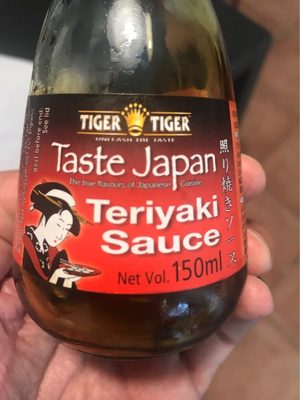 TIGER TIGER
UNLEASH THE TASTE
Taste Japan
The true flavours of Japanese Cuisine
Teriyaki
Sauce
Net Vol. 150ml
照り焼きソース
Best before end:
See lid